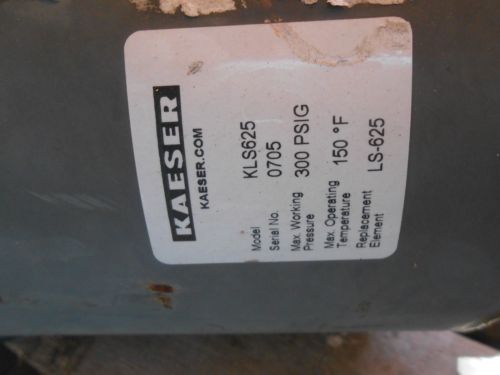 KAESER
KAESER.COM
Model KLS625
Serial No. 0705
Max. Working Pressure 300 PSIG
Max. Operating Temperature 150 °F
Replacement Element LS-625